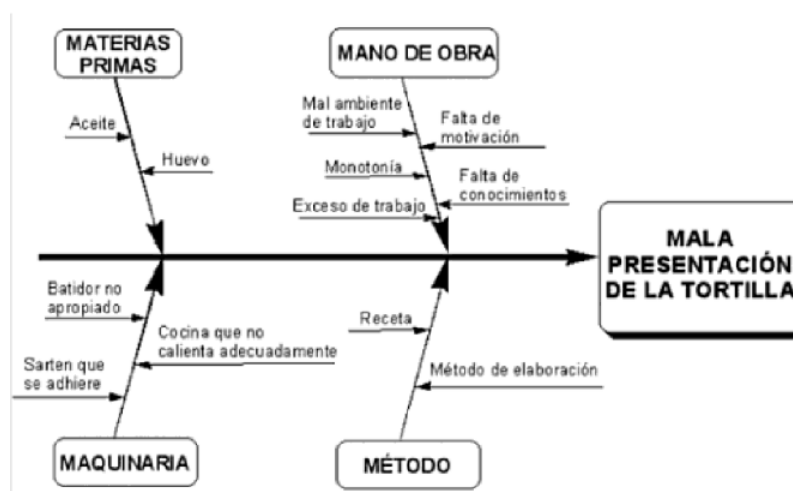 MATERIAS
PRIMAS
MANO DE OBRA
Aceite
Huevo
Mal ambiente
de trabajo
Falta de
motivación
Monotonía
Falta de
conocimientos
Exceso de trabajo
MALA
PRESENTACIÓN
DE LA TORTILLA
Batidor no
apropiado
Cocina que no
calienta adecuadamente
Sarten que
se adhiere
Receta
Método de elaboración
MAQUINARIA
MÉTODO